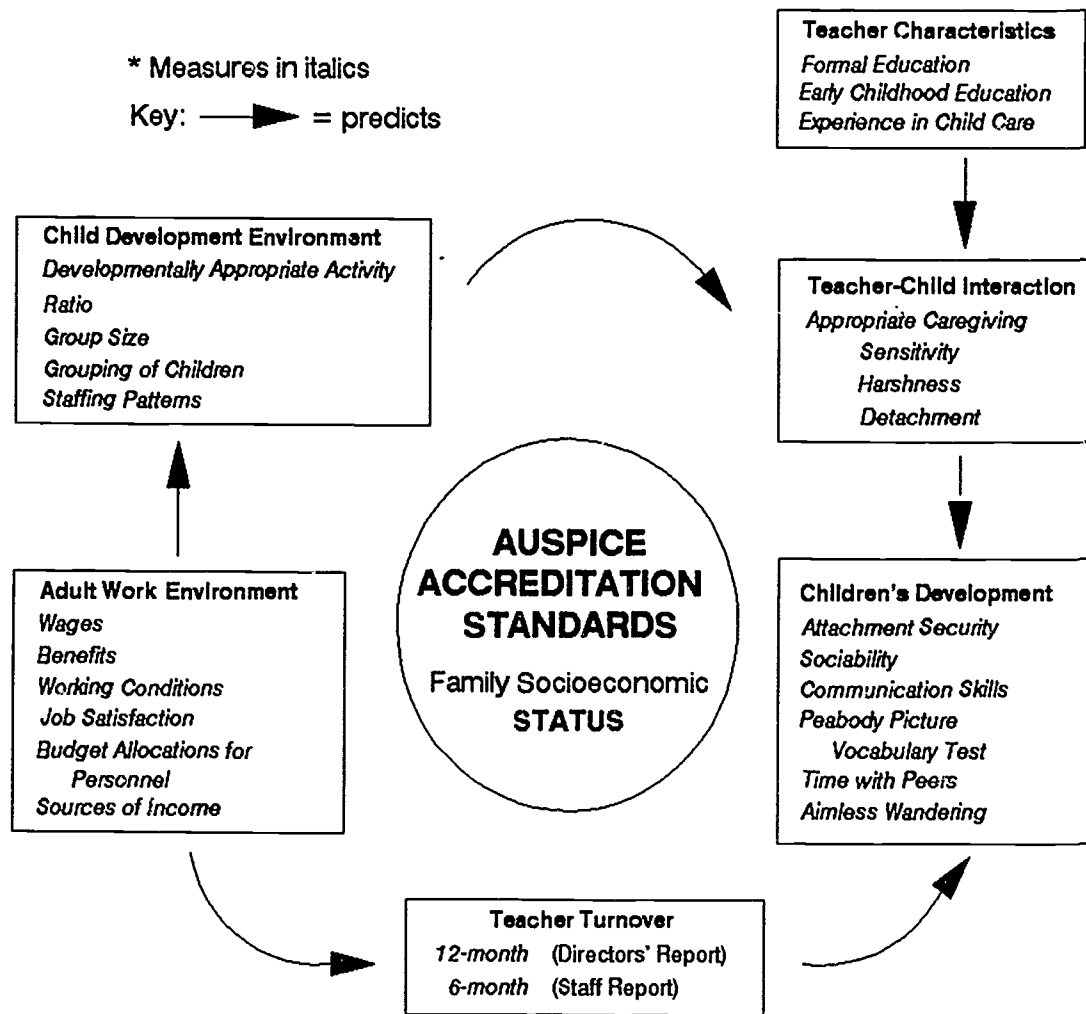 * Measures in italics
Key: = predicts
Teacher Characteristics
Formal Education
Early Childhood Education
Experience in Child Care
Child Development Environment
Developmentally Appropriate Activity
Ratio
Group Size
Grouping of Children
Staffing Patterns
Teacher-Child Interaction
Appropriate Caregiving
Sensitivity
Harshness
Detachment
AUSPICE
ACCREDITATION
STANDARDS
Family Socioeconomic
STATUS
Adult Work Environment
Wages
Benefits
Working Conditions
Job Satisfaction
Budget Allocations for
Personnel
Sources of Income
Children's Development
Attachment Security
Sociability
Communication Skills
Peabody Picture
Vocabulary Test
Time with Peers
Aimless Wandering
Teacher Turnover
12-month (Directors' Report)
6-month (Staff Report)